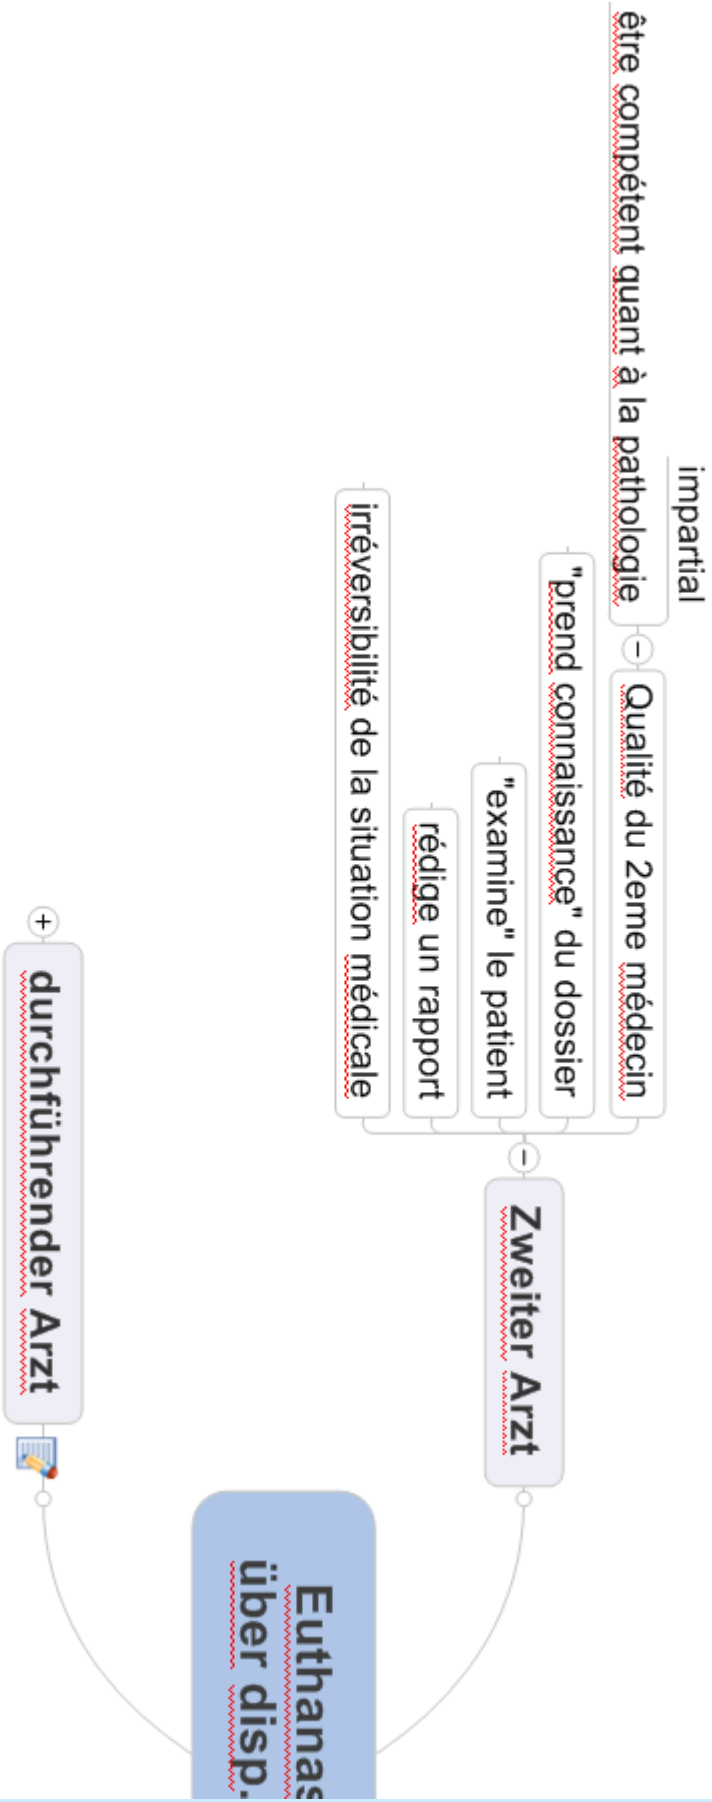 impartial
être compétent quant à la pathologie
Qualité du 2eme médecin
"prend connaissance" du dossier
"examine" le patient
rédige un rapport
irréversibilité de la situation médicale
Zweiter Arzt
durchführender Arzt
über disp.